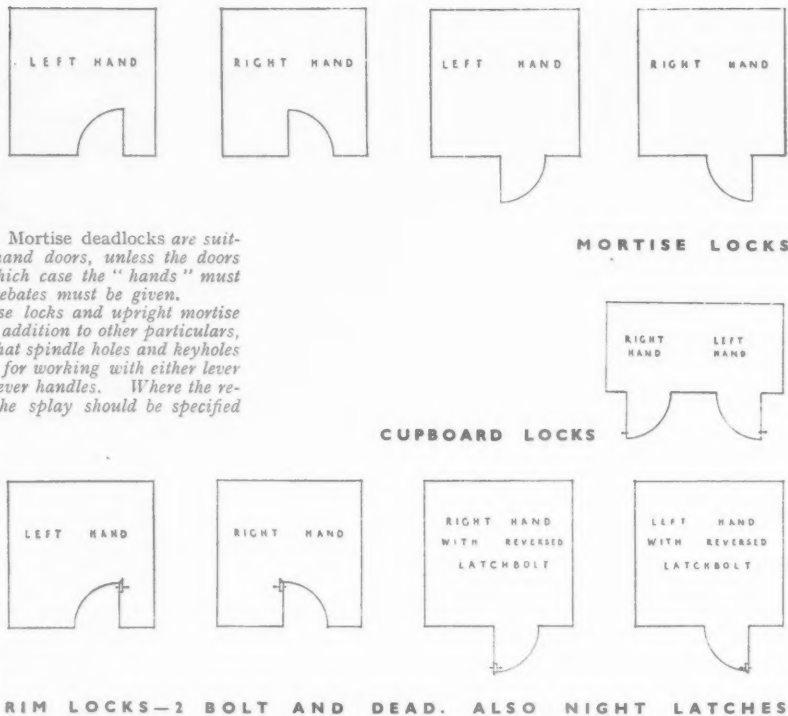 LEFT HAND
RIGHT HAND
LEFT HAND
RIGHT HAND
MORTISE LOCKS
Mortise deadlocks are suit-
hand doors, unless the doors
which case the "hands" must
ebates must be given.
se locks and upright mortise
addition to other particulars,
hat spindle holes and keyholes
for working with either lever
ever handles. Where the re-
he splay should be specified
RIGHT
HAND
LEFT
HAND
CUPBOARD LOCKS
LEFT HAND
RIGHT HAND
RIGHT HAND
WITH REVERSED
LATCHBOLT
LEFT HAND
WITH REVERSED
LATCHBOLT
RIM LOCKS—2 BOLT AND DEAD. ALSO NIGHT LATCHES